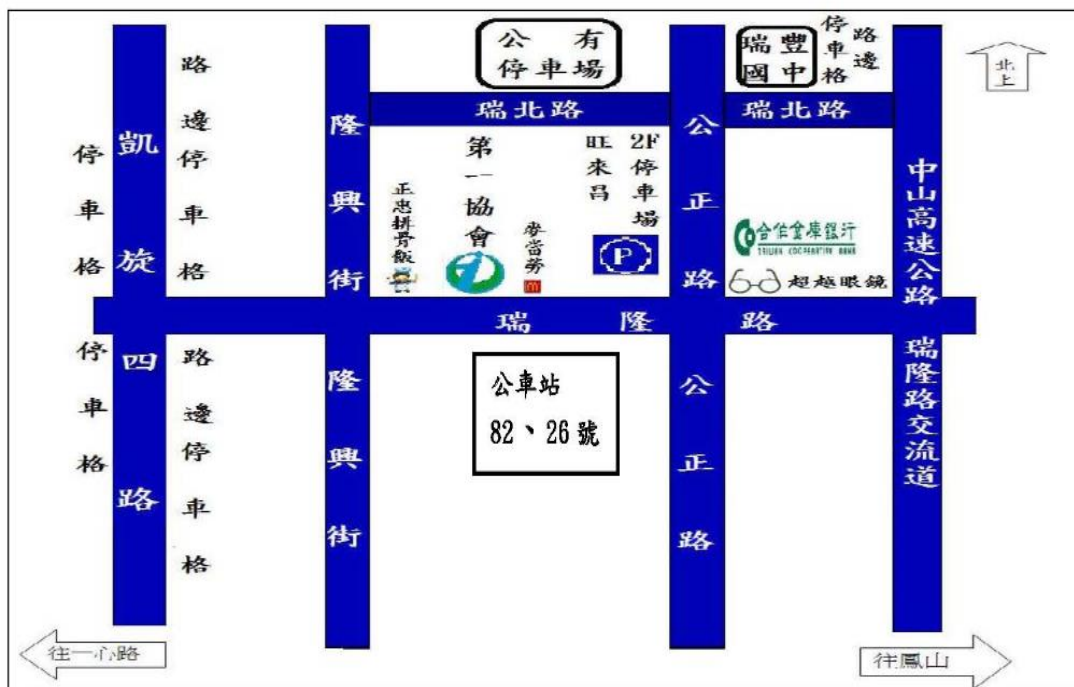 公有
停車場
瑞豐
國中
路邊
停車格
北上
瑞北路
瑞北路
凱旋四路
路邊停車格
停車格
隆興街
公正路
中山高速公路 瑞隆路交流道
正忠排骨飯
第一協會
麥當勞
旺來昌
2F停車場
P
合作金庫銀行
TAIWAN COOPERATIVE BANK
超越眼鏡
瑞隆路
停車格
路邊停車格
隆興街
公車站
82、26號
公正路
往一心路
往鳳山